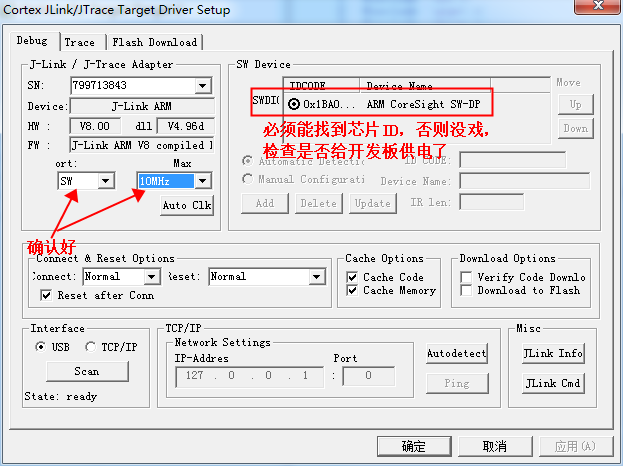 Cortex JLink/JTrace Target Driver Setup
Debug
Trace
Flash Download
J-Link / J-Trace Adapter
SN: 799713843
Device: J-Link ARM
HW : V8.00 dll V4.96d
FW : J-Link ARM V8 compiled
ort: Max
SW 10MHz
Auto Clk
确认好
SW Device
IDCODE Device Name Move
SWDIO 0x1BA0... ARM CoreSight SW-DP Up
必须能找到芯片ID，否则没戏，
检查是否给开发板供电了
Down
Automatic Detectio ID CODE:
Manual Configurati Device Name:
Add Delete Update IR len:
Connect & Reset Options
Connect: Normal Reset: Normal
Reset after Conn
Cache Options
Cache Code
Cache Memory
Download Options
Verify Code Downlo
Download to Flash
Interface
USB TCP/IP
Scan
State: ready
TCP/IP
Network Settings
IP-Addres Port
127 . 0 . 0 . 1 : 0
Autodetect
Ping
Misc
JLink Info
JLink Cmd
确定 取消 应用(A)